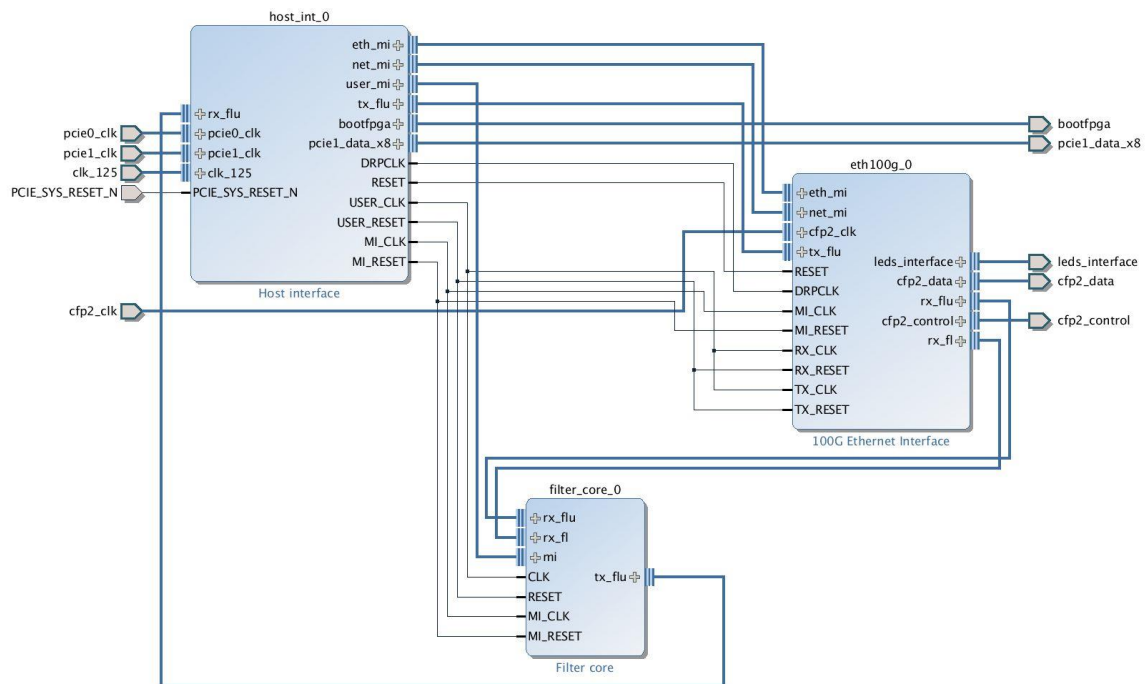 host_int_0
eth_mi
net_mi
user_mi
tx_flu
bootfpga
pcie1_data_x8
DRPCLK
RESET
USER_CLK
USER_RESET
MI_CLK
MI_RESET
rx_flu
pcie0_clk
pcie1_clk
clk_125
PCIE_SYS_RESET_N
Host interface
pcie0_clk
pcie1_clk
clk_125
PCIE_SYS_RESET_N
cfp2_clk
bootfpga
pcie1_data_x8
eth100g_0
eth_mi
net_mi
cfp2_clk
tx_flu
RESET
DRPCLK
MI_CLK
MI_RESET
RX_CLK
RX_RESET
TX_CLK
TX_RESET
leds_interface
cfp2_data
rx_flu
cfp2_control
rx_fl
100G Ethernet Interface
leds_interface
cfp2_data
cfp2_control
filter_core_0
rx_flu
rx_fl
mi
CLK
RESET
MI_CLK
MI_RESET
tx_flu
Filter core